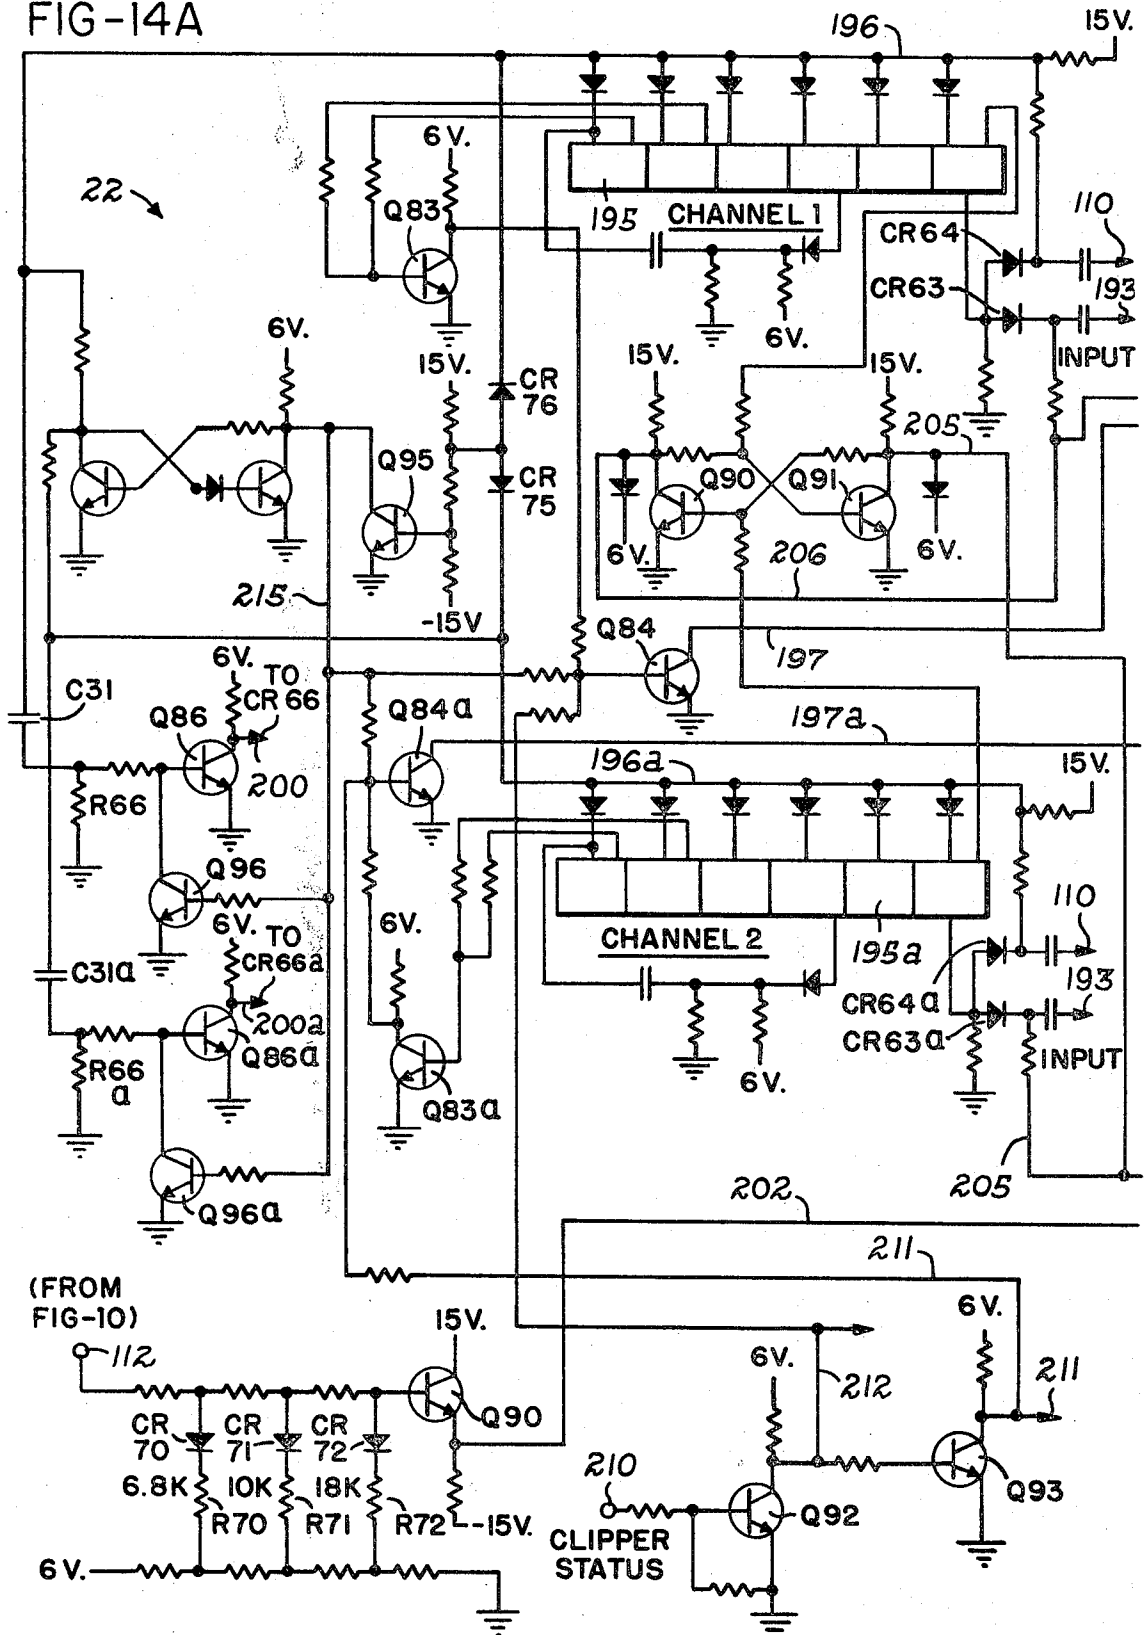 FIG-14A
196
15V.
6V.
22
Q83
195
CHANNEL 1
CR64
110
CR63
193
INPUT
6V.
6V.
15V.
CR
76
15V.
15V.
205
Q95
CR
75
Q90
Q91
6V.
6V.
206
215
-15V
Q84
197
6V.
TO
CR66
C31
Q86
Q84a
197a
200
196a
15V.
R66
Q96
6V.
TO
CR66a
6V.
CHANNEL 2
195a
110
C31a
CR64a
193
200a
Q86a
CR63a
INPUT
R66
a
6V.
Q83a
Q96a
202
205
211
(FROM
FIG-10)
112
15V.
6V.
6V.
212
211
Q90
CR
70
CR
71
CR
72
210
6.8K
10K
18K
Q93
R70
R71
R72
-15V.
Q92
CLIPPER
STATUS
6V.